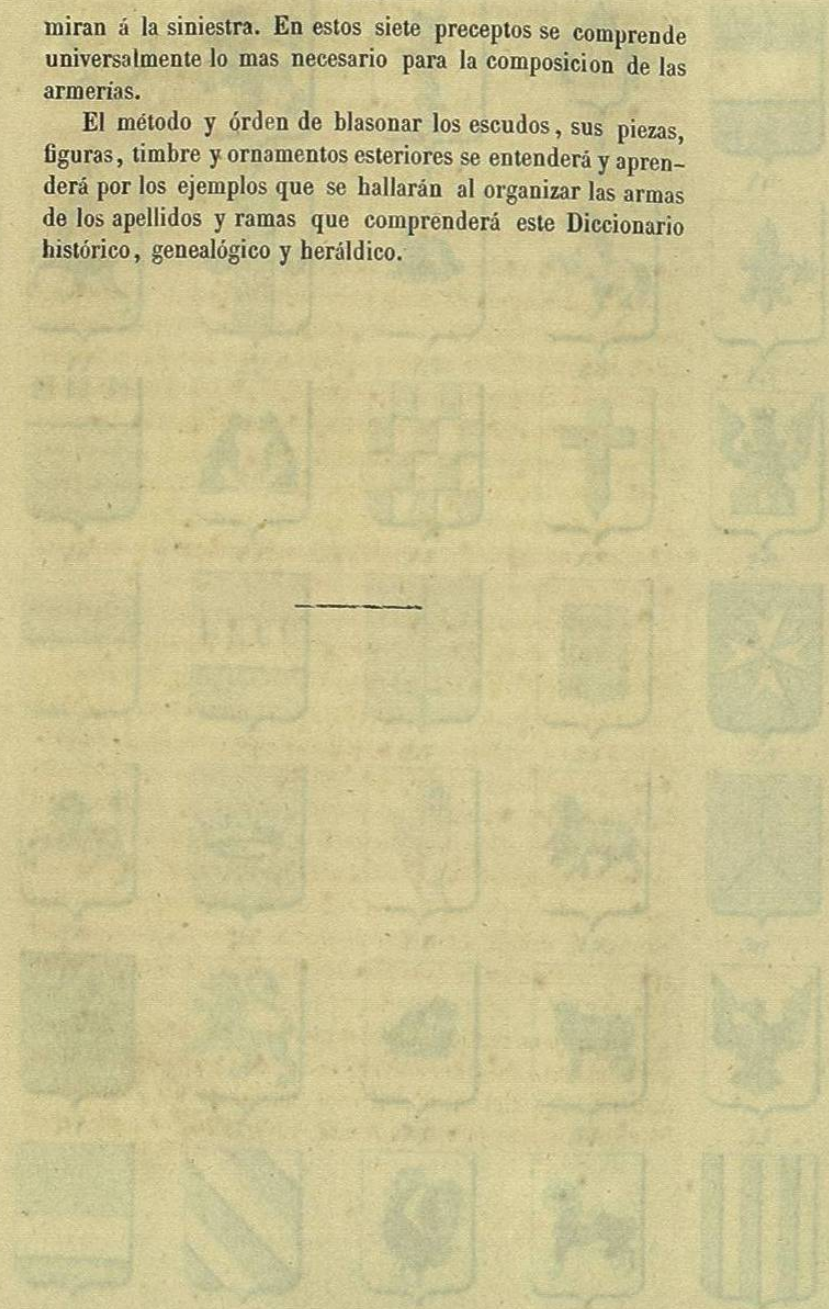 miran á la siniestra. En estos siete preceptos se comprende
universalmente lo mas necesario para la composicion de las
armerías.
El método y órden de blasonar los escudos, sus piezas,
figuras, timbre y ornamentos esteriores se entenderá y apren-
derá por los ejemplos que se hallarán al organizar las armas
de los apellidos y ramas que comprenderá este Diccionario
histórico, genealógico y heráldico.